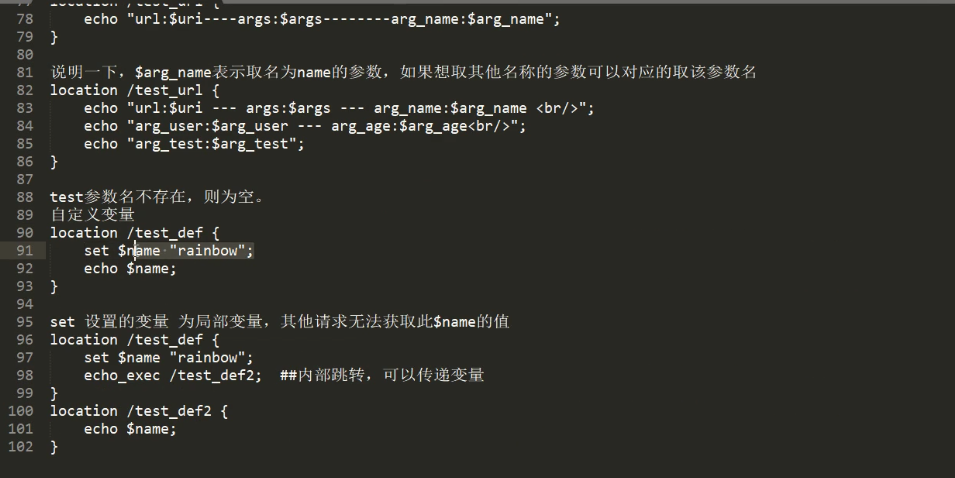 77 location /test_url {
78 echo "url:$uri----args:$args--------arg_name:$arg_name";
79 }
80
81 说明一下，$arg_name表示取名为name的参数，如果想取其他名称的参数可以对应的取该参数名
82 location /test_url {
83 echo "url:$uri --- args:$args --- arg_name:$arg_name <br/>";
84 echo "arg_user:$arg_user --- arg_age:$arg_age<br/>";
85 echo "arg_test:$arg_test";
86 }
87
88 test参数名不存在，则为空。
89 自定义变量
90 location /test_def {
91 set $name "rainbow";
92 echo $name;
93 }
94
95 set 设置的变量 为局部变量，其他请求无法获取此$name的值
96 location /test_def {
97 set $name "rainbow";
98 echo_exec /test_def2; ##内部跳转，可以传递变量
99 }
100 location /test_def2 {
101 echo $name;
102 }